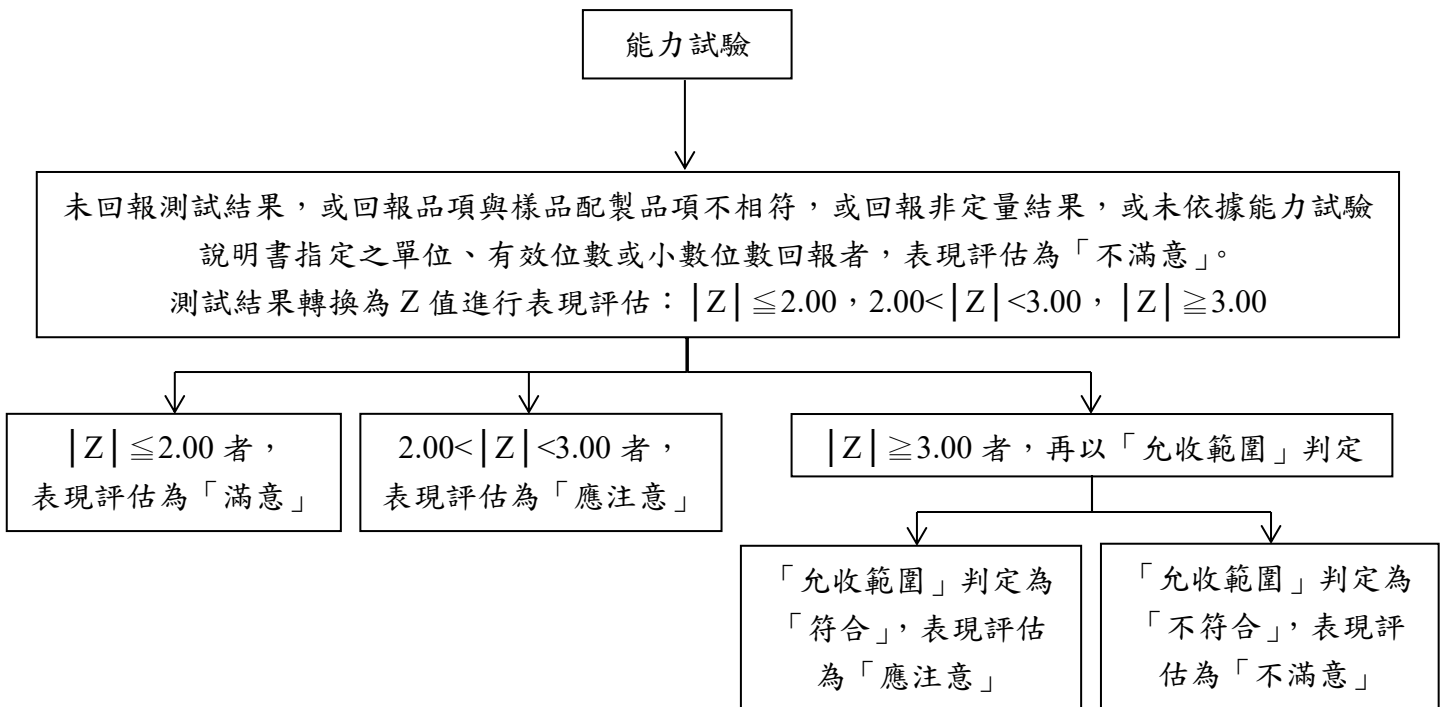 能力試驗
未回報測試結果，或回報品項與樣品配製品項不相符，或回報非定量結果，或未依據能力試驗
說明書指定之單位、有效位數或小數位數回報者，表現評估為「不滿意」。
測試結果轉換為 Z 值進行表現評估：│Z│≦2.00，2.00<│Z│<3.00，│Z│≧3.00
│Z│≦2.00 者，
表現評估為「滿意」
2.00<│Z│<3.00 者，
表現評估為「應注意」
│Z│≧3.00 者，再以「允收範圍」判定
「允收範圍」判定為
「符合」，表現評估
為「應注意」
「允收範圍」判定為
「不符合」，表現評
估為「不滿意」